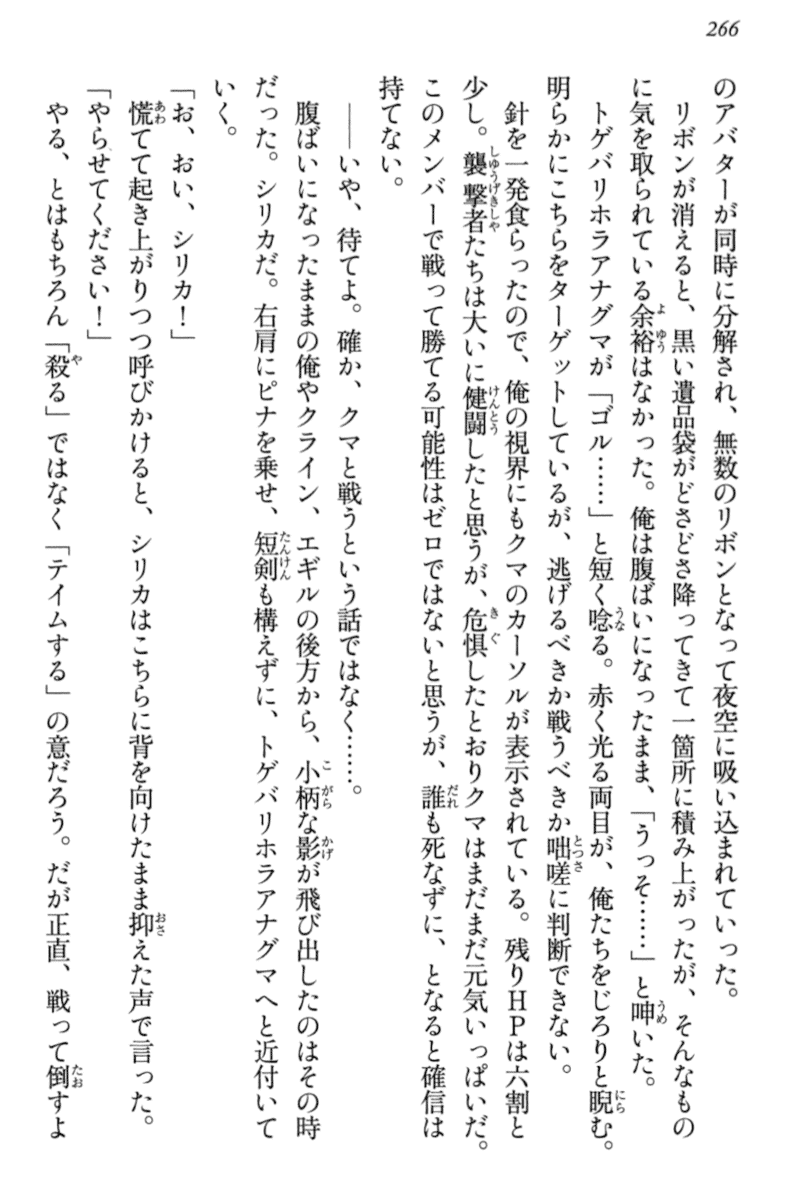 266
のアバターが同時に分解され、無数のリボンとなって夜空に吸い込まれていった。
リボンが消えると、黒い遺品袋がどさどさ降ってきて一箇所に積み上がったが、そんなもの
に気を取られている余裕はなかった。俺は腹ばいになったまま、「うっそ……」と呻いた。
トゲバリホラアナグマが「ゴル……」と短く唸る。赤く光る両目が、俺たちをじろりと睨む。
明らかにこちらをターゲットしているが、逃げるべきか戦うべきか咄嗟に判断できない。
針を一発食らったので、俺の視界にもクマのカーソルが表示されている。残りＨＰは六割と
少し。襲撃者たちは大いに健闘したと思うが、危惧したとおりクマはまだまだ元気いっぱいだ。
このメンバーで戦って勝てる可能性はゼロではないと思うが、誰も死なずに、となると確信は
持てない。
――いや、待てよ。確か、クマと戦うという話ではなく……。
腹ばいになったままの俺やクライン、エギルの後方から、小柄な影が飛び出したのはその時
だった。シリカだ。右肩にピナを乗せ、短剣も構えずに、トゲバリホラアナグマへと近付いて
いく。
「お、おい、シリカ！」
慌てて起き上がりつつ呼びかけると、シリカはこちらに背を向けたまま抑えた声で言った。
「やらせてください！」
やる、とはもちろん「殺る」ではなく「テイムする」の意だろう。だが正直、戦って倒すよ